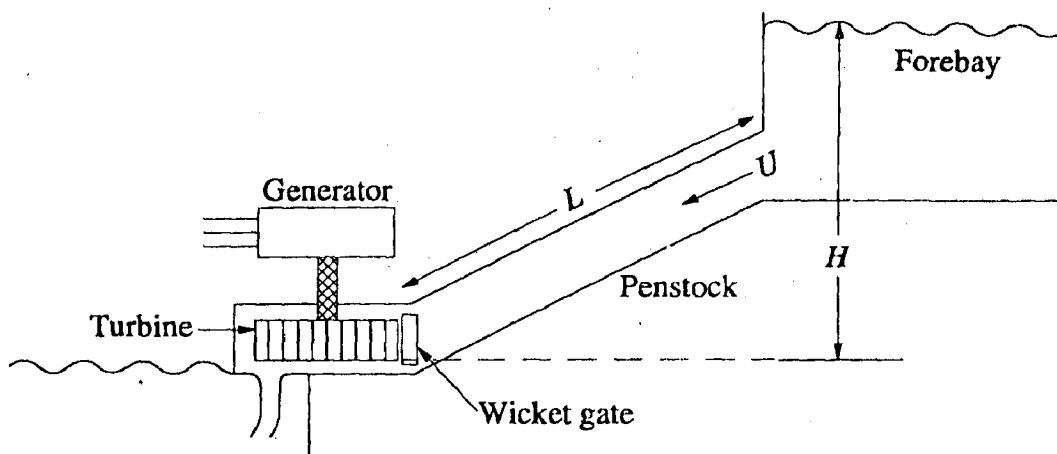 Forebay
U
L
Generator
H
Penstock
Turbine
Wicket gate